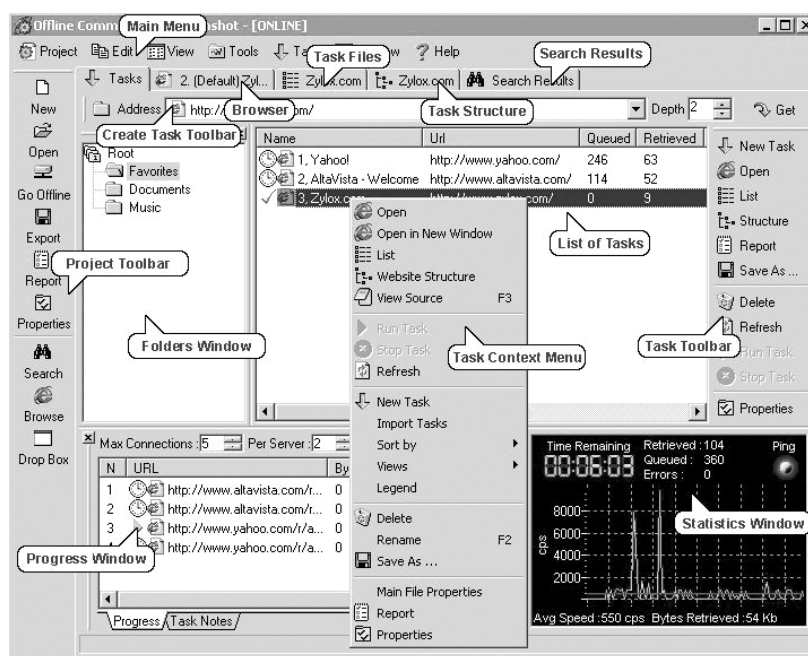 Offline Comm shot - [ONLINE]
Main Menu
Project Edit View Tools Help
Task Files
Search Results
Tasks 2. (Default) Zyl... Zylox.com Zylox.com Search Results
Browser
Task Structure
Address http:// m/ Depth 2 Get
Create Task Toolbar
New
Open
Go Offline
Export
Report
Properties
Search
Browse
Drop Box
Project Toolbar
Root
Favorites
Documents
Music
Folders Window
Name Url Queued Retrieved
1, Yahoo! http://www.yahoo.com/ 246 63
2, AltaVista - Welcome http://www.altavista.com/ 114 52
3, Zylox.com 0 9
List of Tasks
Open
Open in New Window
List
Website Structure
View Source F3
Run Task
Stop Task
Refresh
New Task
Import Tasks
Sort by
Views
Legend
Delete
Rename F2
Save As ...
Main File Properties
Report
Properties
Task Context Menu
New Task
Open
List
Structure
Report
Save As ...
Delete
Refresh
Run Task
Stop Task
Properties
Task Toolbar
Max Connections : 5 Per Server : 2
N URL By
1 http://www.altavista.com/r... 0
2 http://www.altavista.com/r... 0
3 http://www.yahoo.com/r/a... 0
http://www.yahoo.com/r/a... 0
Progress Window
Progress Task Notes
Time Remaining
00:06:03
Retrieved : 104
Queued : 360
Errors : 0
Ping
Statistics Window
cps
8000
6000
4000
2000
Avg Speed :550 cps Bytes Retrieved :54 Kb